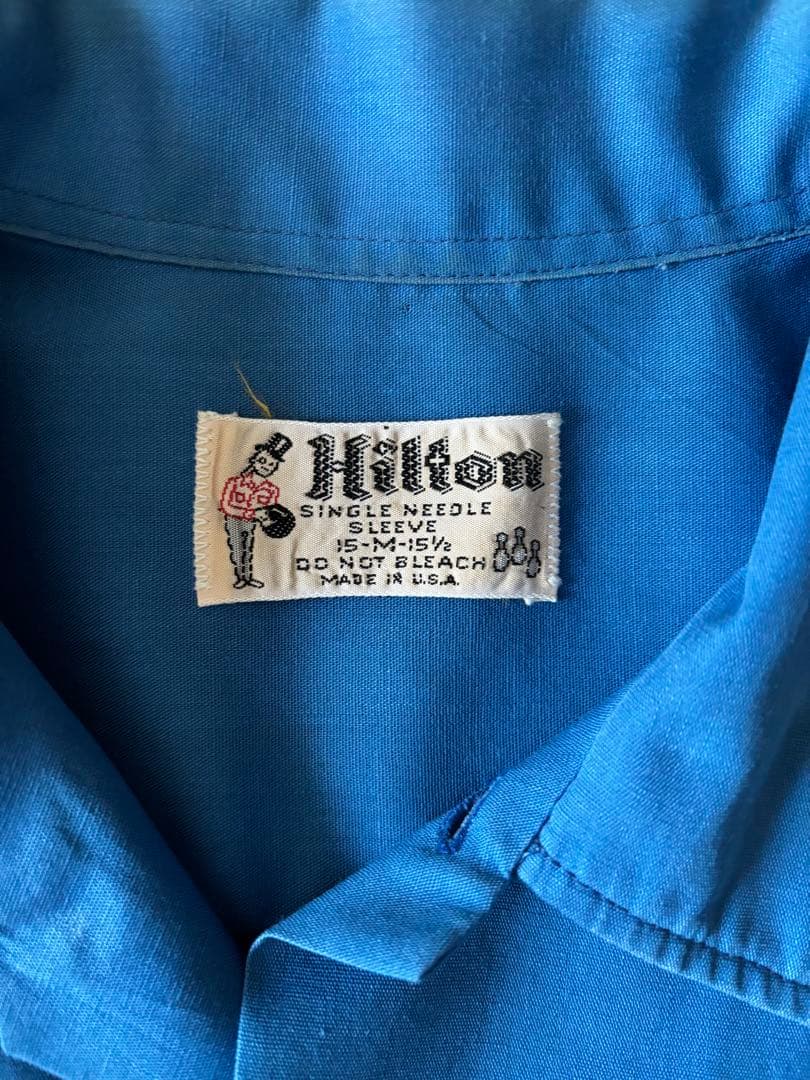 Hilton
SINGLE NEEDLE
SLEEVE
15-M-15½
DO NOT BLEACH
MADE IN U.S.A.